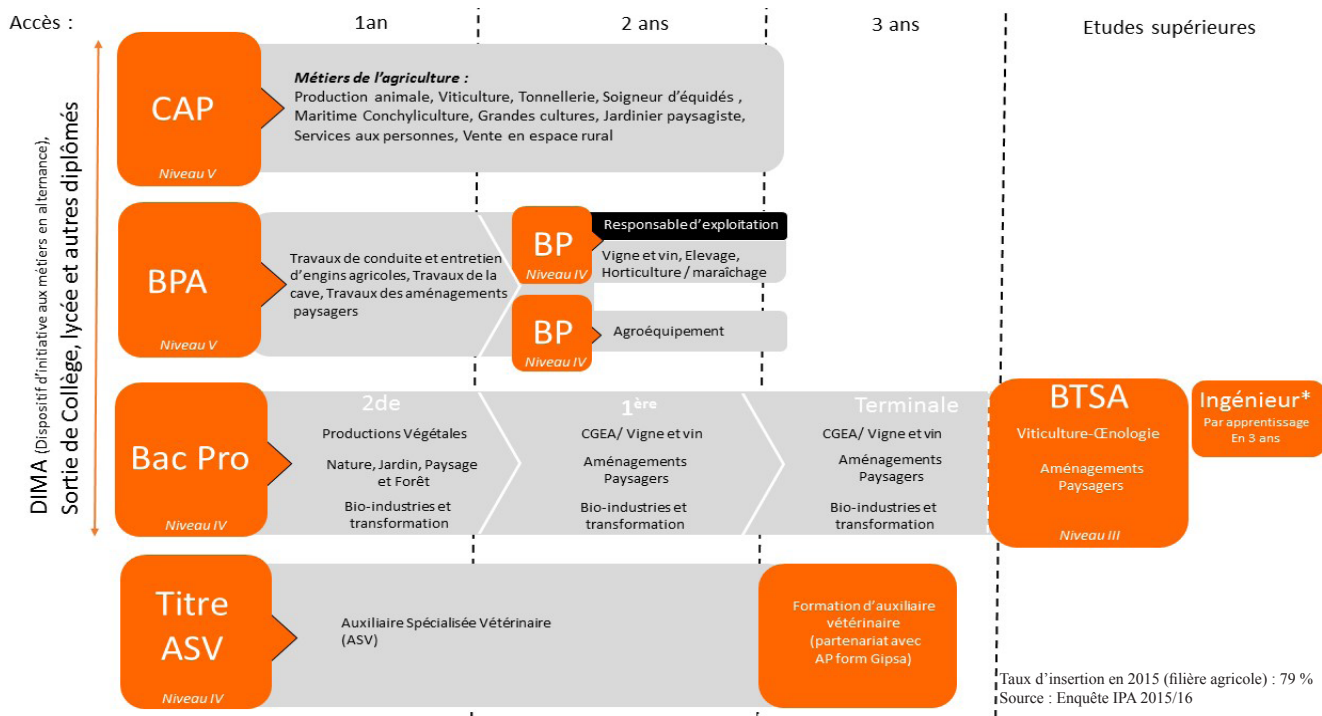 Accès :
1an
2 ans
3 ans
Etudes supérieures
DIMA (Dispositif d'initiative aux métiers en alternance),
Sortie de Collège, lycée et autres diplômés
CAP
Niveau V
Métiers de l'agriculture :
Production animale, Viticulture, Tonnellerie, Soigneur d'équidés ,
Maritime Conchyliculture, Grandes cultures, Jardinier paysagiste,
Services aux personnes, Vente en espace rural
BPA
Niveau V
Travaux de conduite et entretien
d'engins agricoles, Travaux de la
cave, Travaux des aménagements
paysagers
BP
Niveau IV
Responsable d'exploitation
Vigne et vin, Elevage,
Horticulture / maraîchage
BP
Niveau IV
Agroéquipement
Bac Pro
Niveau IV
2de
Productions Végétales
Nature, Jardin, Paysage
et Forêt
Bio-industries et
transformation
1ère
CGEA/ Vigne et vin
Aménagements
Paysagers
Bio-industries et
transformation
Terminale
CGEA/ Vigne et vin
Aménagements
Paysagers
Bio-industries et
transformation
BTSA
Viticulture-Œnologie
Aménagements
Paysagers
Niveau III
Ingénieur*
Par apprentissage
En 3 ans
Titre
ASV
Niveau IV
Auxiliaire Spécialisée Vétérinaire
(ASV)
Formation d'auxiliaire
vétérinaire
(partenariat avec
AP form Gipsa)
Taux d'insertion en 2015 (filière agricole) : 79 %
Source : Enquête IPA 2015/16